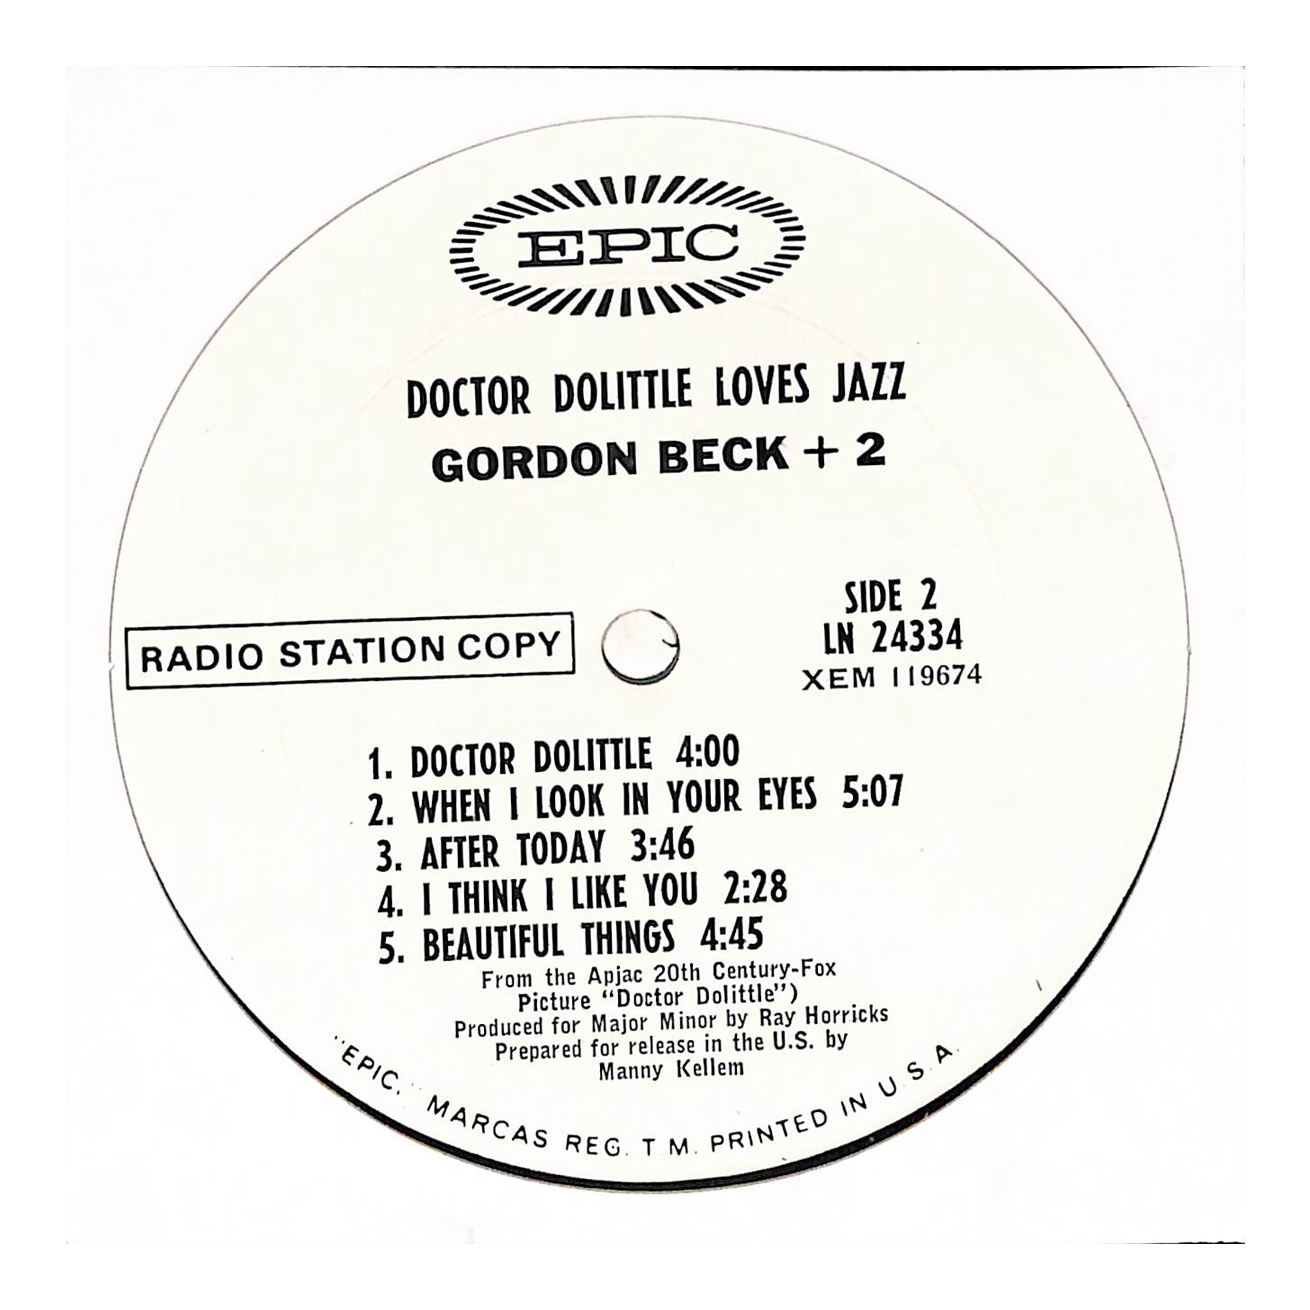 EPIC
DOCTOR DOLITTLE LOVES JAZZ
GORDON BECK + 2
SIDE 2
LN 24334
XEM 119674
RADIO STATION COPY
1. DOCTOR DOLITTLE 4:00
2. WHEN I LOOK IN YOUR EYES 5:07
3. AFTER TODAY 3:46
4. I THINK I LIKE YOU 2:28
5. BEAUTIFUL THINGS 4:45
From the Apjac 20th Century-Fox
Picture “Doctor Dolittle”)
Produced for Major Minor by Ray Horricks
Prepared for release in the U.S. by
Manny Kellem
"EPIC," MARCAS REG. T.M. PRINTED IN U.S.A.